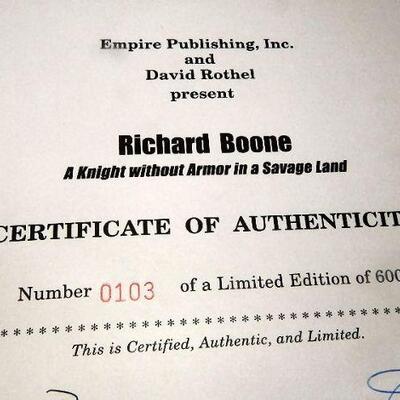 Empire Publishing, Inc.
and
David Rothel
present
Richard Boone
A Knight without Armor in a Savage Land
CERTIFICATE OF AUTHENTICIT
Number 0103 of a Limited Edition of 600
* * * * * * * * * * * * * * * * * * * * * * * * * * * * * * * * * * *
This is Certified, Authentic, and Limited.